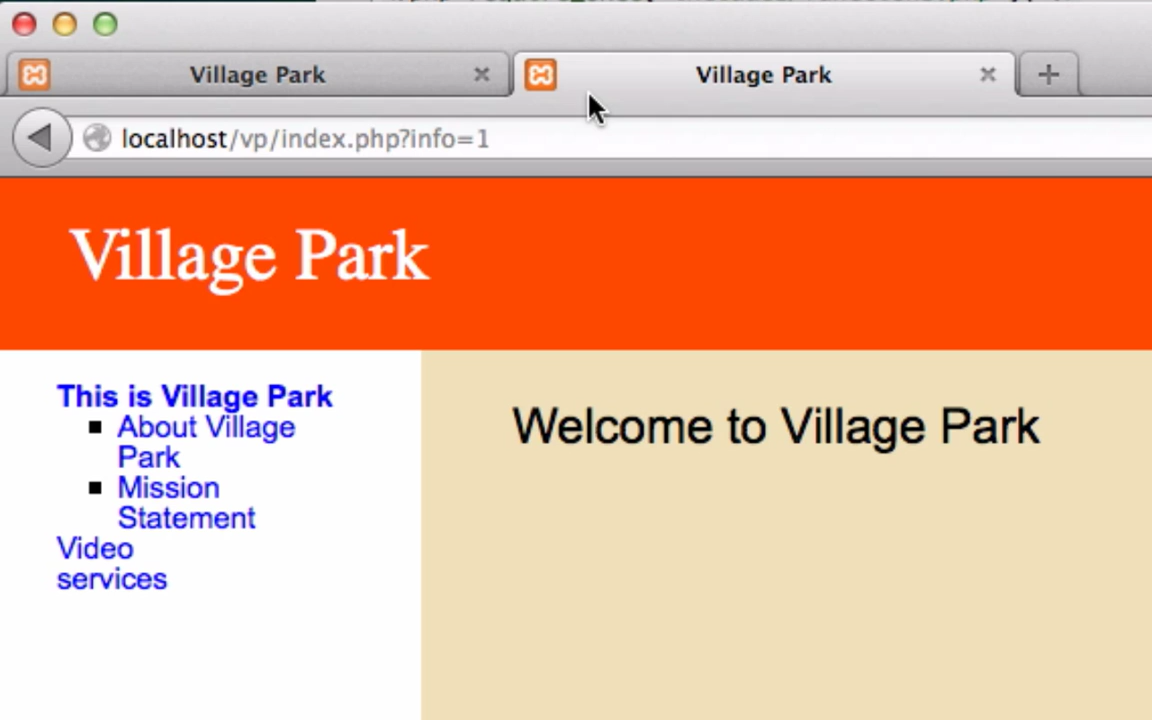 Village Park
Village Park
localhost/vp/index.php?info=1
Village Park
This is Village Park
About Village
Park
Mission
Statement
Video
services
Welcome to Village Park